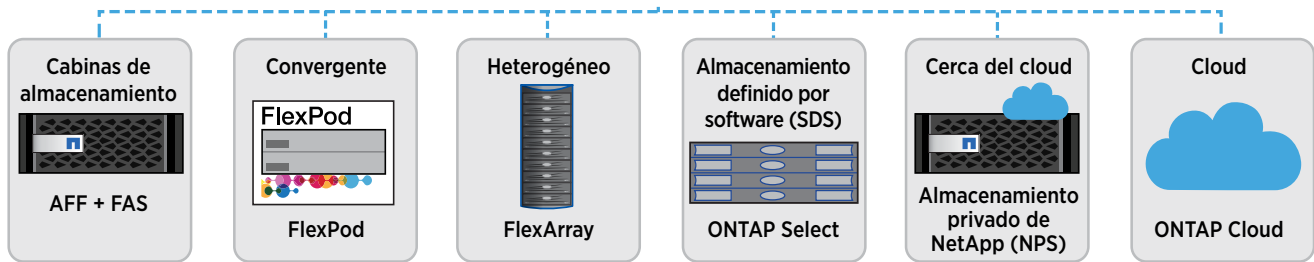 Cabinas de
almacenamiento
AFF + FAS
Convergente
FlexPod
FlexPod
Heterogéneo
FlexArray
Almacenamiento
definido por
software (SDS)
ONTAP Select
Cerca del cloud
Almacenamiento
privado de
NetApp (NPS)
Cloud
ONTAP Cloud